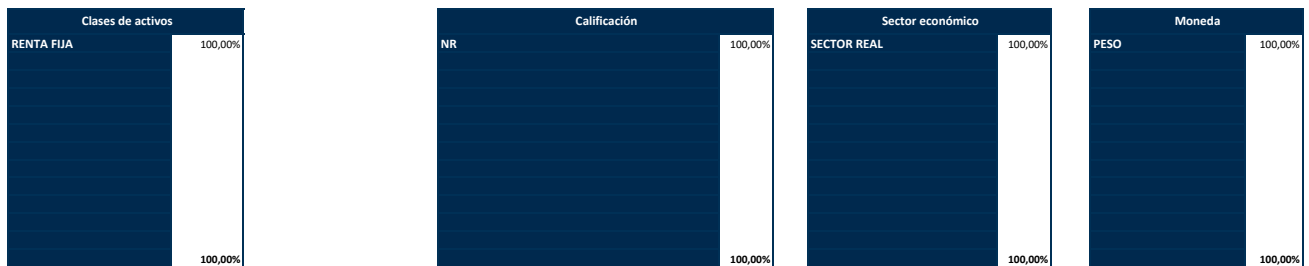 Clases de activos
RENTA FIJA 100,00%
100,00%
Calificación
NR 100,00%
100,00%
Sector económico
SECTOR REAL 100,00%
100,00%
Moneda
PESO 100,00%
100,00%